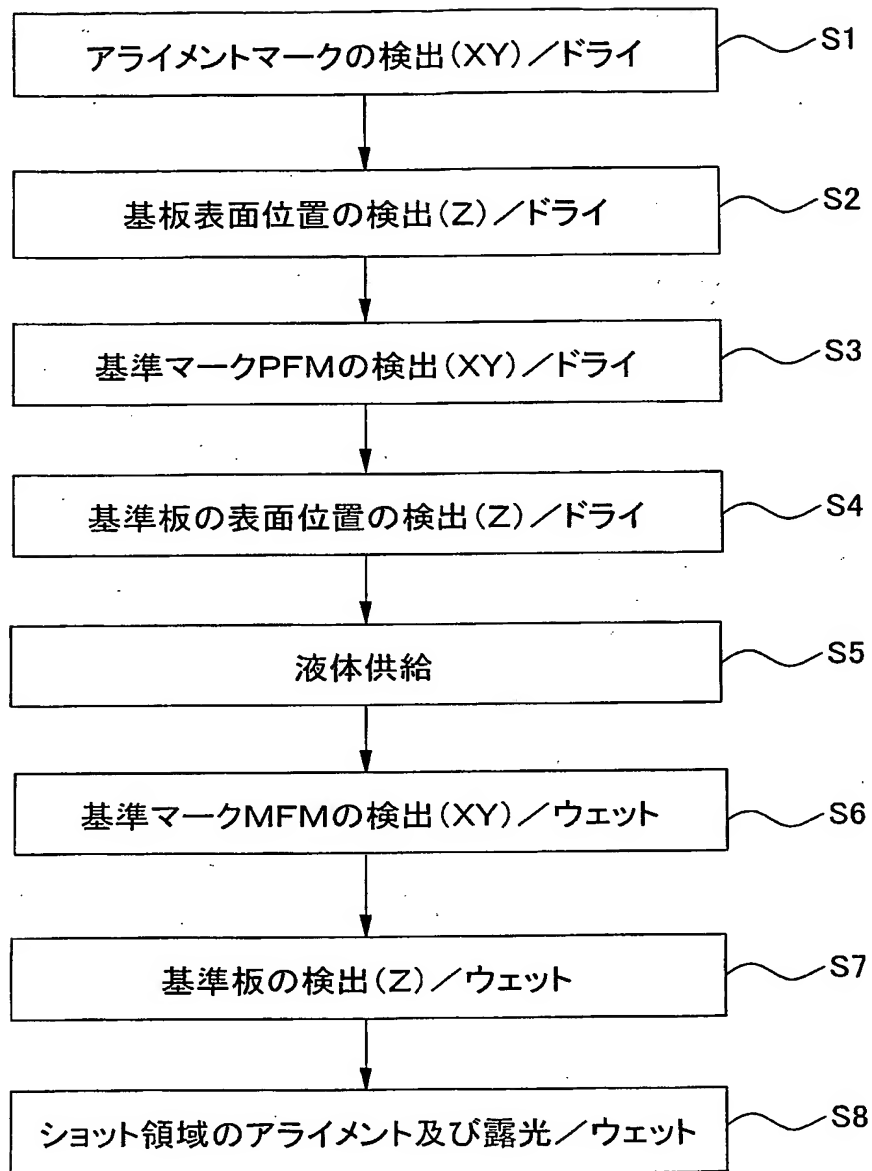 アライメントマークの検出(XY)／ドライ
S1
基板表面位置の検出(Z)／ドライ
S2
基準マークPFMの検出(XY)／ドライ
S3
基準板の表面位置の検出(Z)／ドライ
S4
液体供給
S5
基準マークMFMの検出(XY)／ウェット
S6
基準板の検出(Z)／ウェット
S7
ショット領域のアライメント及び露光／ウェット
S8